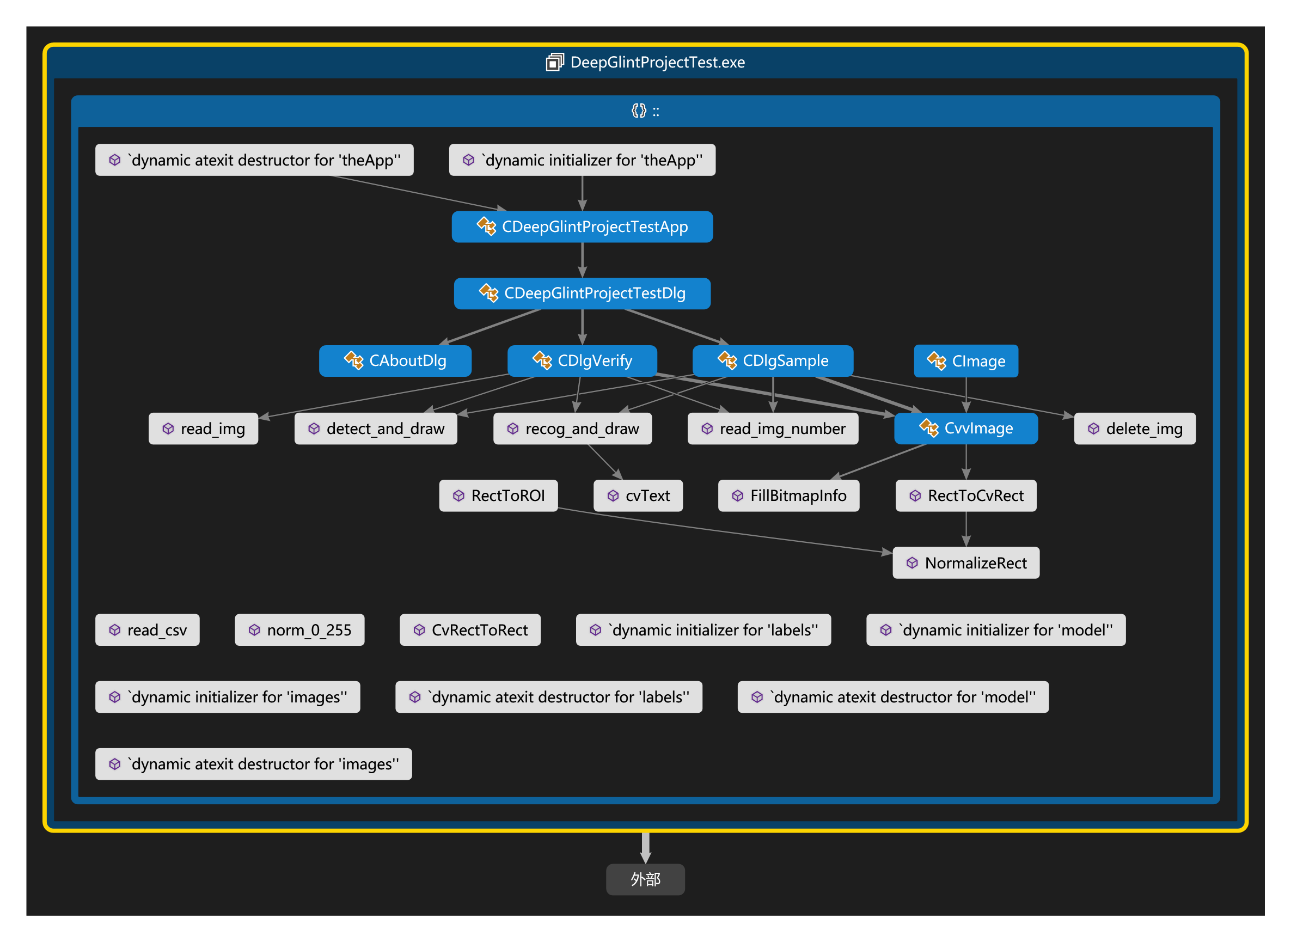 DeepGlintProjectTest.exe
::
`dynamic atexit destructor for 'theApp''
`dynamic initializer for 'theApp''
CDeepGlintProjectTestApp
CDeepGlintProjectTestDlg
CAboutDlg
CDlgVerify
CDlgSample
CImage
read_img
detect_and_draw
recog_and_draw
read_img_number
CvvImage
delete_img
RectToROI
cvText
FillBitmapInfo
RectToCvRect
NormalizeRect
read_csv
norm_0_255
CvRectToRect
`dynamic initializer for 'labels''
`dynamic initializer for 'model''
`dynamic initializer for 'images''
`dynamic atexit destructor for 'labels''
`dynamic atexit destructor for 'model''
`dynamic atexit destructor for 'images''
外部